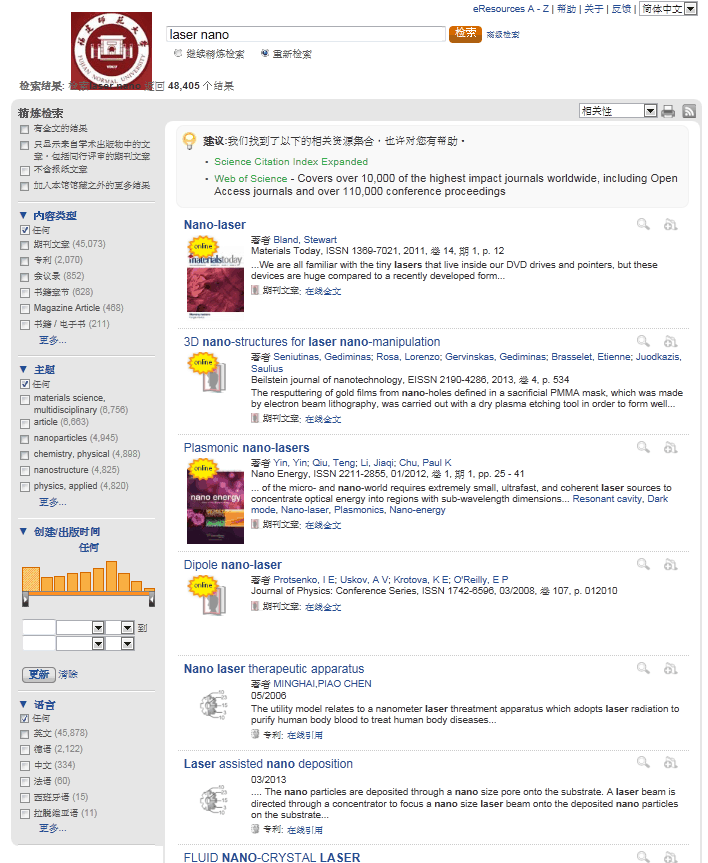 eResources A - Z | 帮助 | 关于 | 反馈 | 简体中文
福建师范大学
FUJIAN NORMAL UNIVERSITY
laser nano 检索 高级检索
继续精炼检索 重新检索
检索结果: 检索 laser nano 返回 48,405 个结果
精炼检索
有全文的结果
只显示来自学术出版物中的文
章，包括同行评审的期刊文章
不含报纸文章
加入本馆馆藏之外的更多结果
内容类型
任何
期刊文章 (45,073)
专利 (2,070)
会议录 (852)
书籍章节 (628)
Magazine Article (468)
书籍 / 电子书 (211)
更多...
主题
任何
materials science,
multidisciplinary (6,756)
article (6,663)
nanoparticles (4,945)
chemistry, physical (4,898)
nanostructure (4,825)
physics, applied (4,820)
更多...
创建/出版时间
任何
到
更新 清除
语言
任何
英文 (45,878)
德语 (2,122)
中文 (334)
法语 (60)
西班牙语 (15)
拉脱维亚语 (11)
更多...
相关性
建议:我们找到了以下的相关资源集合，也许对您有帮助。
• Science Citation Index Expanded
• Web of Science - Covers over 10,000 of the highest impact journals worldwide, including Open
Access journals and over 110,000 conference proceedings
Nano-laser
online
materialstoday
著者 Bland, Stewart
Materials Today, ISSN 1369-7021, 2011, 卷 14, 期 1, p. 12
...We are all familiar with the tiny lasers that live inside our DVD drives and pointers, but these
devices are huge compared to a recently developed form...
期刊文章: 在线全文
3D nano-structures for laser nano-manipulation
online
著者 Seniutinas, Gediminas; Rosa, Lorenzo; Gervinskas, Gediminas; Brasselet, Etienne; Juodkazis,
Saulius
Beilstein journal of nanotechnology, EISSN 2190-4286, 2013, 卷 4, p. 534
The resputtering of gold films from nano-holes defined in a sacrificial PMMA mask, which was made
by electron beam lithography, was carried out with a dry plasma etching tool in order to form well...
期刊文章: 在线全文
Plasmonic nano-lasers
online
nano energy
著者 Yin, Yin; Qiu, Teng; Li, Jiaqi; Chu, Paul K
Nano Energy, ISSN 2211-2855, 01/2012, 卷 1, 期 1, pp. 25 - 41
... of the micro- and nano-world requires extremely small, ultrafast, and coherent laser sources to
concentrate optical energy into regions with sub-wavelength dimensions... Resonant cavity, Dark
mode, Nano-laser, Plasmonics, Nano-energy
期刊文章: 在线全文
Dipole nano-laser
online
著者 Protsenko, I E; Uskov, A V; Krotova, K E; O'Reilly, E P
Journal of Physics: Conference Series, ISSN 1742-6596, 03/2008, 卷 107, p. 012010
期刊文章: 在线全文
Nano laser therapeutic apparatus
著者 MINGHAI,PIAO CHEN
05/2006
The utility model relates to a nanometer laser threatment apparatus which adopts laser radiation to
purify human body blood to treat human body diseases...
专利: 在线引用
Laser assisted nano deposition
03/2013
.... The nano particles are deposited through a nano size pore onto the substrate. A laser beam is
directed through a concentrator to focus a nano size laser beam onto the deposited nano particles
on the substrate...
专利: 在线引用
FLUID NANO-CRYSTAL LASER